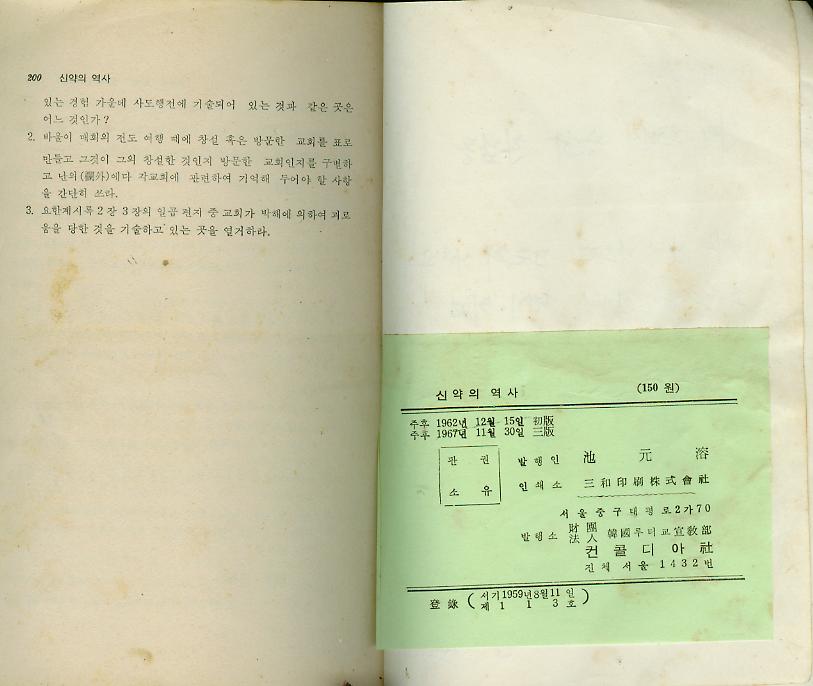 200 신약의 역사
있는 경험 가운데 사도행전에 기술되어 있는 것과 같은 곳은
어느 것인가?
2. 바울이 매회의 전도 여행 때에 창설 혹은 방문한 교회를 표로
만들고 그것이 그의 창설한 것인지 방문한 교회인지를 구별하
고 난외(欄外)에다 각교회에 관련하여 기억해 두어야 할 사항
을 간단히 쓰라.
3. 요한계시록 2장 3장의 일곱 편지 중 교회가 박해에 의하여 괴로
움을 당한 것을 기술하고 있는 곳을 열거하라.
신약의 역사 (150 원)
주후 1962년 12월 15일 初版
주후 1967년 11월 30일 三版
판 권
소 유
발행인 池元溶
인쇄소 三和印刷株式會社
서울중구태평로2가70
발행소 財團法人 韓國루터교宣敎部
컨콜디아社
진체 서울 1432번
登錄 (서기1959년8월11일
제 1 1 3 호)